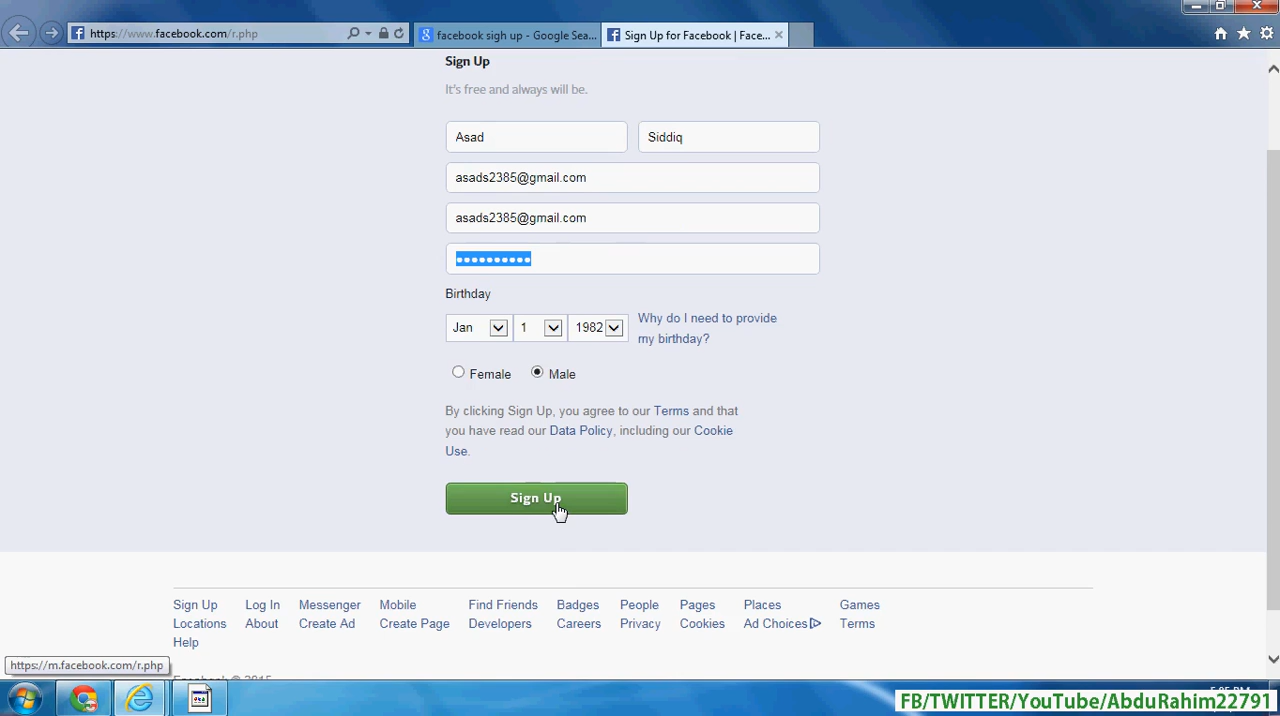 https://www.facebook.com/r.php
facebook sigh up - Google Sea...
Sign Up for Facebook | Face...
Sign Up
It's free and always will be.
Asad Siddiq
asads2385@gmail.com
asads2385@gmail.com
Birthday
Jan 1 1982 Why do I need to provide
my birthday?
Female Male
By clicking Sign Up, you agree to our Terms and that
you have read our Data Policy, including our Cookie
Use.
Sign Up
Sign Up Log In Messenger Mobile Find Friends Badges People Pages Places Games
Locations About Create Ad Create Page Developers Careers Privacy Cookies Ad Choices Terms
Help
https://m.facebook.com/r.php
Facebook © 2015
FB/TWITTER/YouTube/AbduRahim22791